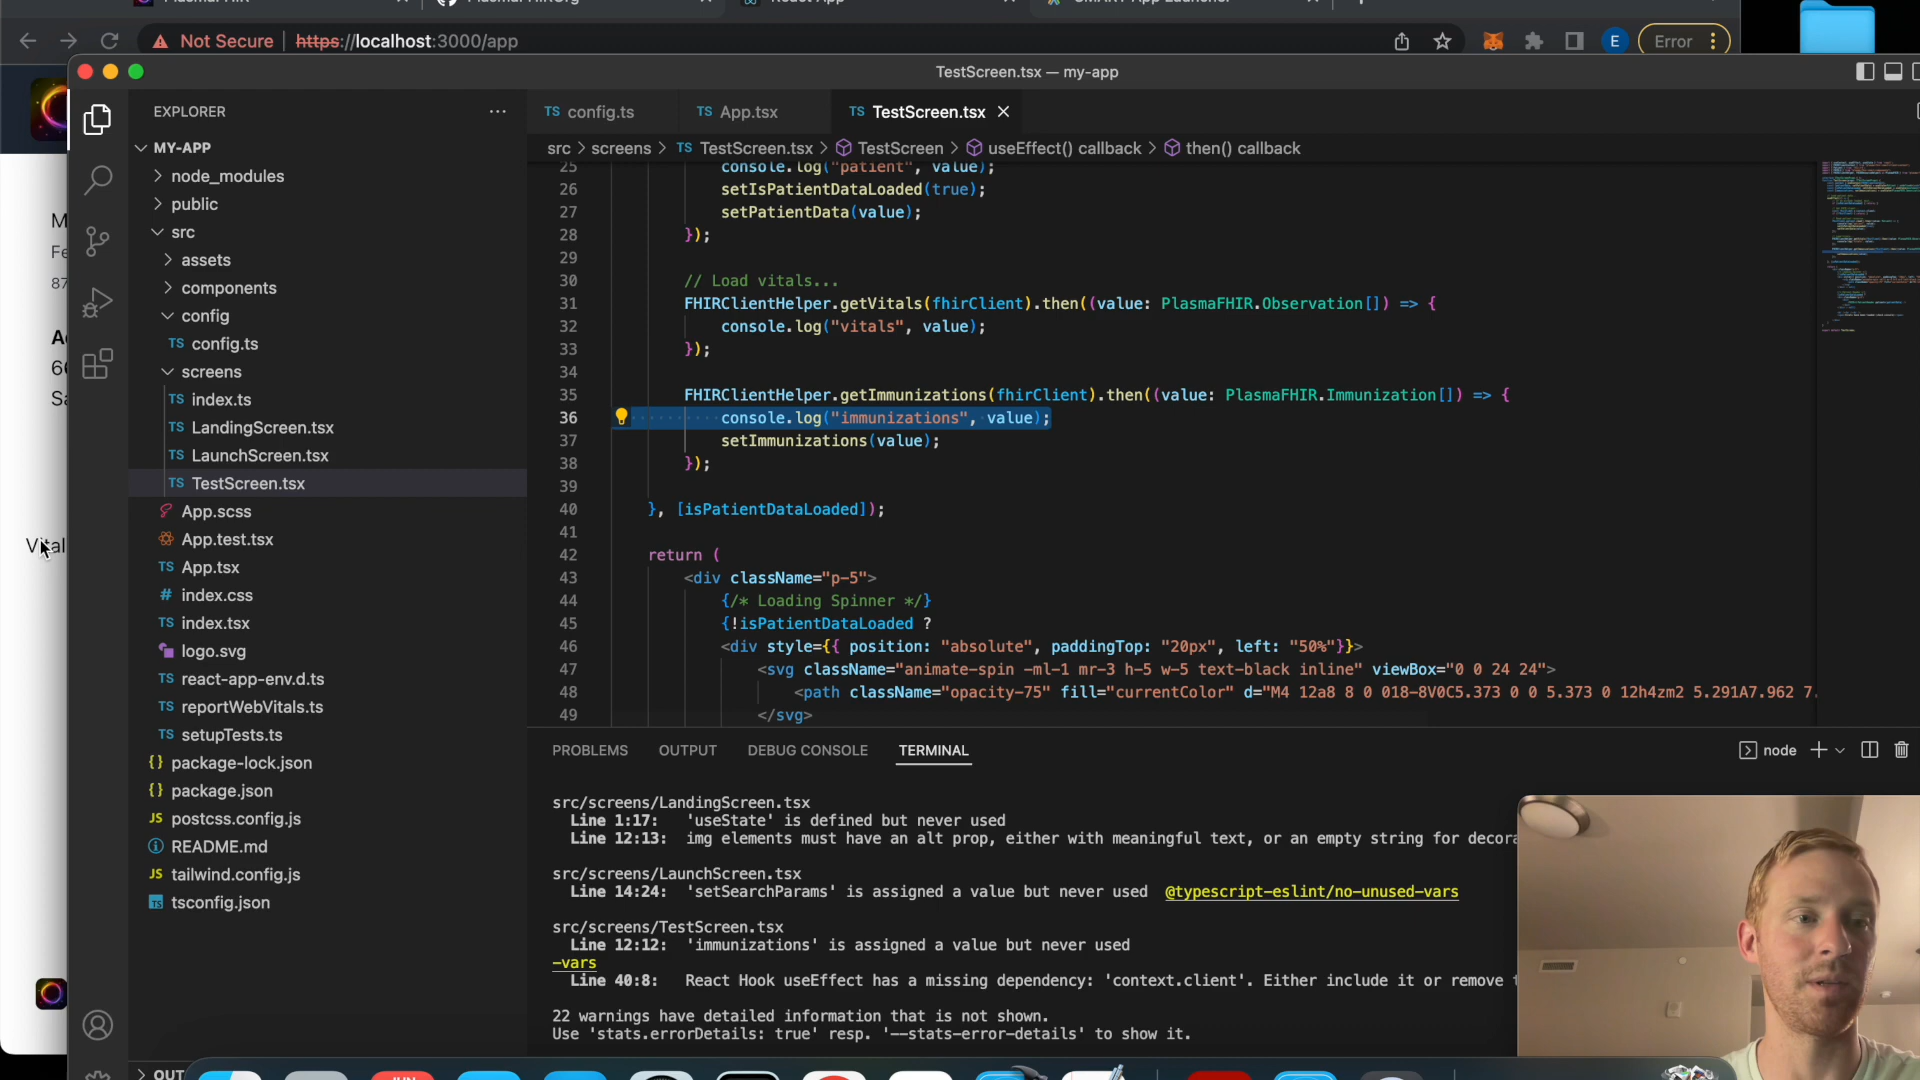 Not Secure
https://localhost:3000/app
E
Error
TestScreen.tsx — my-app
EXPLORER
MY-APP
node_modules
public
src
assets
components
config
TS config.ts
screens
TS index.ts
TS LandingScreen.tsx
TS LaunchScreen.tsx
TS TestScreen.tsx
App.scss
App.test.tsx
TS App.tsx
# index.css
TS index.tsx
logo.svg
TS react-app-env.d.ts
TS reportWebVitals.ts
TS setupTests.ts
{} package-lock.json
{} package.json
JS postcss.config.js
README.md
JS tailwind.config.js
TS tsconfig.json
TS config.ts
TS App.tsx
TS TestScreen.tsx
src > screens > TS TestScreen.tsx > TestScreen > useEffect() callback > then() callback
25 console.log("patient", value);
26 setIsPatientDataLoaded(true);
27 setPatientData(value);
28 });
29
30 // Load vitals...
31 FHIRClientHelper.getVitals(fhirClient).then((value: PlasmaFHIR.Observation[]) => {
32 console.log("vitals", value);
33 });
34
35 FHIRClientHelper.getImmunizations(fhirClient).then((value: PlasmaFHIR.Immunization[]) => {
36 console.log("immunizations", value);
37 setImmunizations(value);
38 });
39
40 }, [isPatientDataLoaded]);
41
42 return (
43 <div className="p-5">
44 {/* Loading Spinner */}
45 {!isPatientDataLoaded ?
46 <div style={{ position: "absolute", paddingTop: "20px", left: "50%"}}>
47 <svg className="animate-spin -ml-1 mr-3 h-5 w-5 text-black inline" viewBox="0 0 24 24">
48 <path className="opacity-75" fill="currentColor" d="M4 12a8 8 0 018-8V0C5.373 0 0 5.373 0 12h4zm2 5.291A7.962 7.
49 </svg>
PROBLEMS
OUTPUT
DEBUG CONSOLE
TERMINAL
node
src/screens/LandingScreen.tsx
Line 1:17: 'useState' is defined but never used
Line 12:13: img elements must have an alt prop, either with meaningful text, or an empty string for decora
src/screens/LaunchScreen.tsx
Line 14:24: 'setSearchParams' is assigned a value but never used @typescript-eslint/no-unused-vars
src/screens/TestScreen.tsx
Line 12:12: 'immunizations' is assigned a value but never used
-vars
Line 40:8: React Hook useEffect has a missing dependency: 'context.client'. Either include it or remove t
22 warnings have detailed information that is not shown.
Use 'stats.errorDetails: true' resp. '--stats-error-details' to show it.